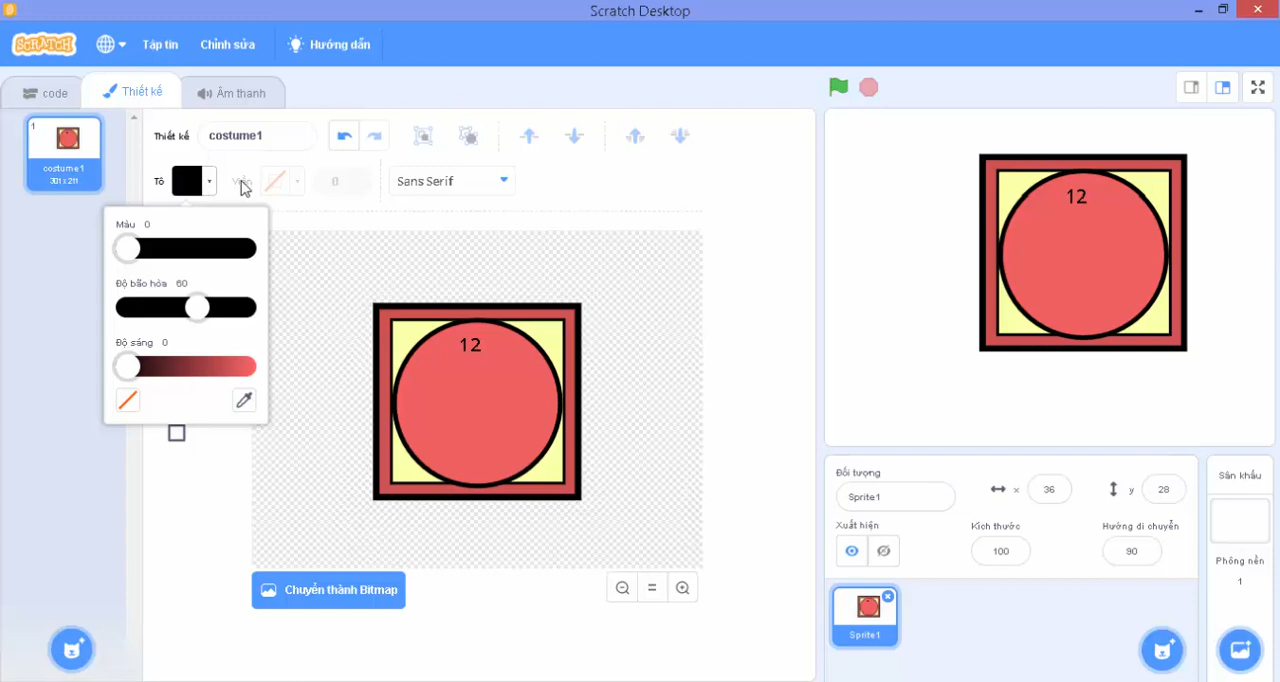 Scratch Desktop
SCRATCH
Tập tin
Chỉnh sửa
Hướng dẫn
code
Thiết kế
Âm thanh
1
costume1
301 x 211
Thiết kế
costume1
Tô
0
Sans Serif
Màu 0
Độ bão hòa 60
Độ sáng 0
12
12
Chuyển thành Bitmap
Đối tượng
Sprite1
x 36
y 28
Xuất hiện
Kích thước
100
Hướng di chuyển
90
Sprite1
Sân khấu
Phông nền
1